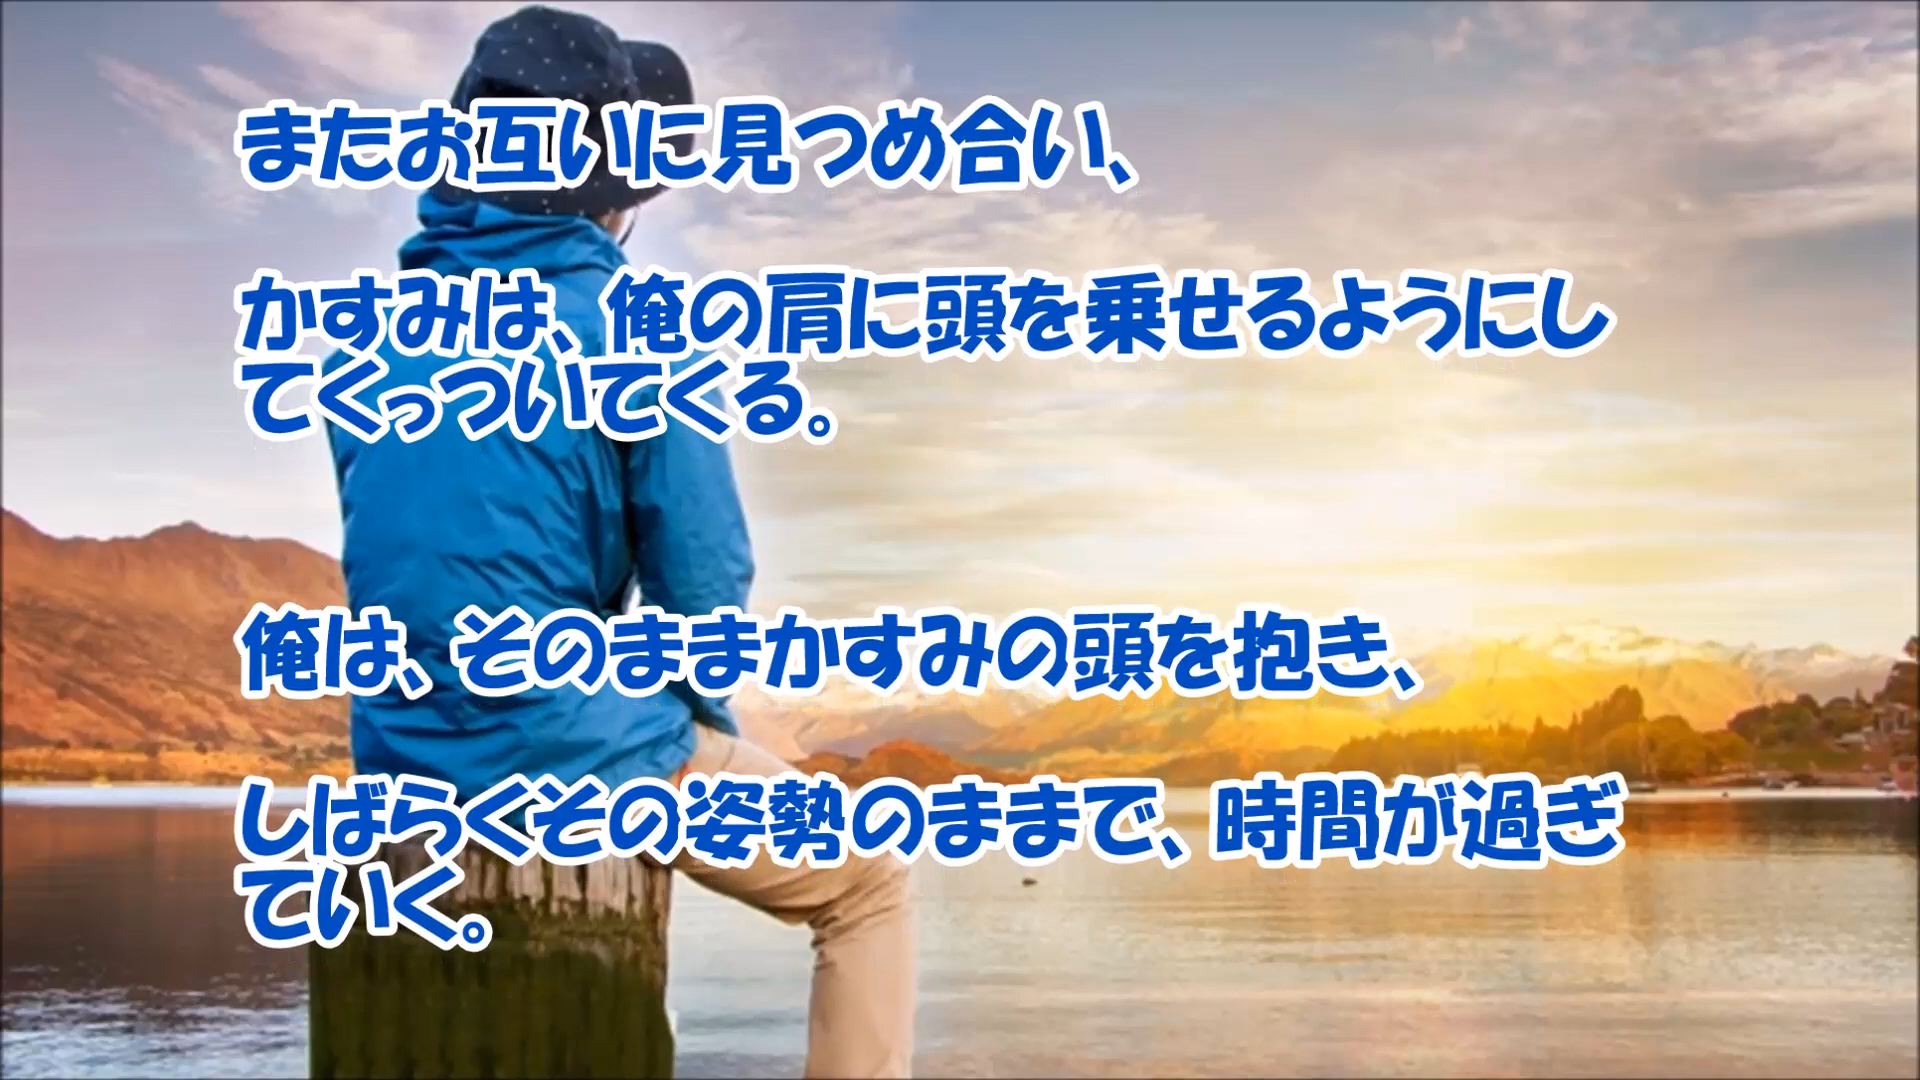 またお互いに見つめ合い、
かすみは、俺の肩に頭を乗せるようにし
てくっついてくる。
俺は、そのままかすみの頭を抱き、
しばらくその姿勢のままで、時間が過ぎ
ていく。